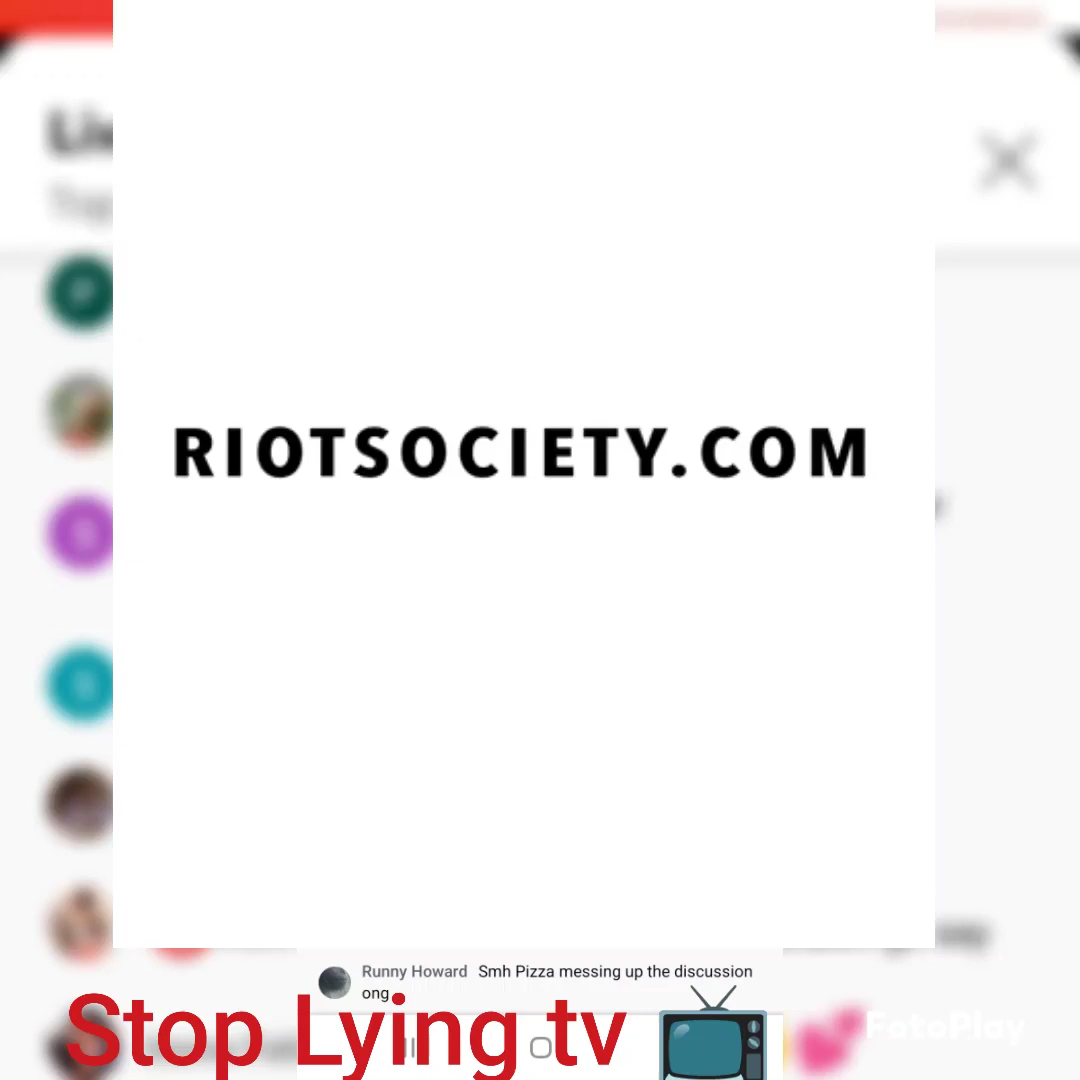 RIOTSOCIETY.COM
Runny Howard Smh Pizza messing up the discussion
ong
Stop Lying tv
FotoPlay